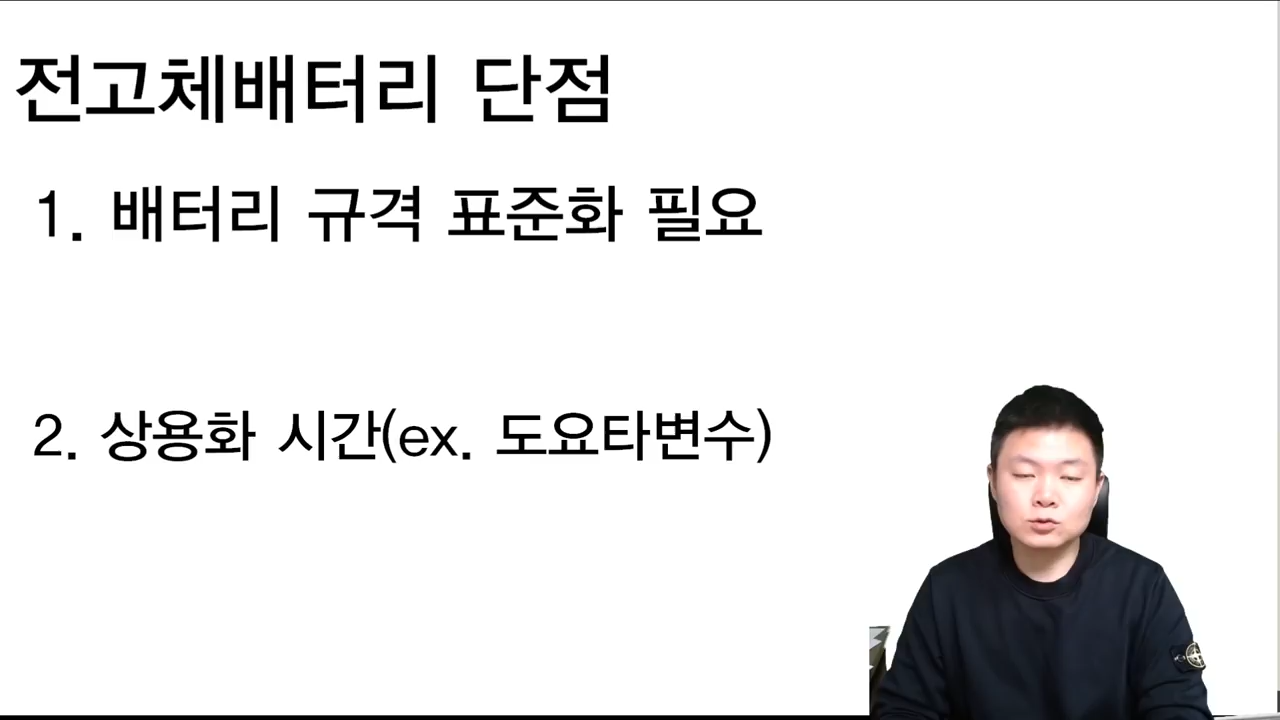 전고체배터리 단점
1. 배터리 규격 표준화 필요
2. 상용화 시간(ex. 도요타변수)